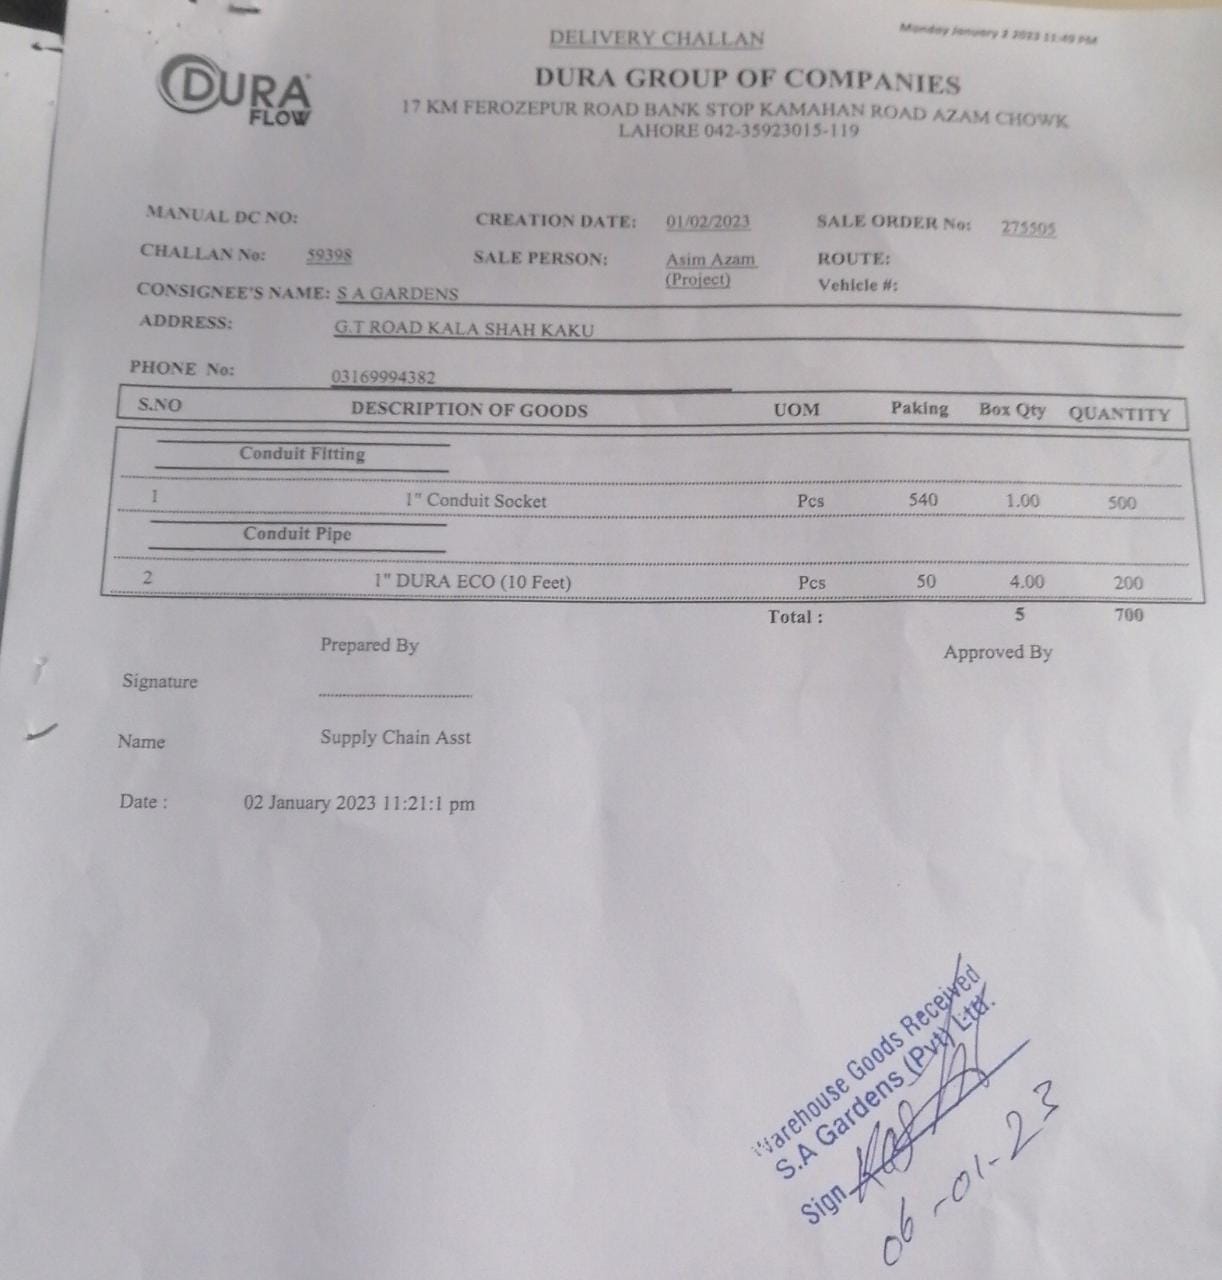 Monday January 2 2023 11:49 PM
DELIVERY CHALLAN
DURA FLOW
DURA GROUP OF COMPANIES
17 KM FEROZEPUR ROAD BANK STOP KAMAHAN ROAD AZAM CHOWK
LAHORE 042-35923015-119
MANUAL DC NO: CREATION DATE: 01/02/2023 SALE ORDER No: 275505
CHALLAN No: 59398 SALE PERSON: Asim Azam (Project) ROUTE:
Vehicle #:
CONSIGNEE'S NAME: S A GARDENS
ADDRESS: G.T ROAD KALA SHAH KAKU
PHONE No: 03169994382
S.NO DESCRIPTION OF GOODS UOM Paking Box Qty QUANTITY
Conduit Fitting
1 1" Conduit Socket Pcs 540 1.00 500
Conduit Pipe
2 1" DURA ECO (10 Feet) Pcs 50 4.00 200
Total : 5 700
Prepared By Approved By
Signature
Name Supply Chain Asst
Date : 02 January 2023 11:21:1 pm
Warehouse Goods Received
S.A Gardens (Pvt) Ltd.
Sign
06-01-23